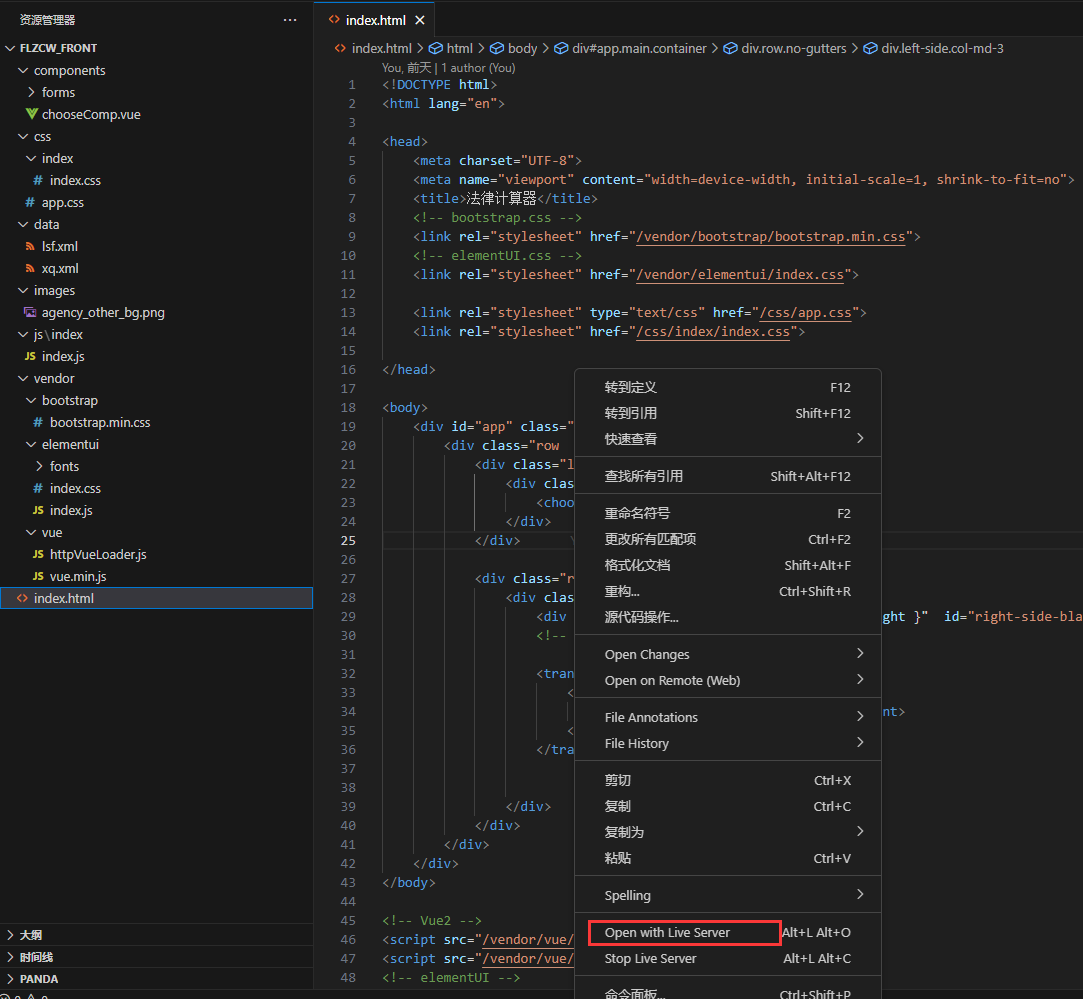 资源管理器
FLZCW_FRONT
components
forms
chooseComp.vue
css
index
# index.css
# app.css
data
lsf.xml
xq.xml
images
agency_other_bg.png
js\index
JS index.js
vendor
bootstrap
# bootstrap.min.css
elementui
fonts
# index.css
JS index.js
vue
JS httpVueLoader.js
JS vue.min.js
<> index.html
大纲
时间线
PANDA
<> index.html ×
<> index.html > html > body > div#app.main.container > div.row.no-gutters > div.left-side.col-md-3
You, 前天 | 1 author (You)
1 <!DOCTYPE html>
2 <html lang="en">
3
4 <head>
5 <meta charset="UTF-8">
6 <meta name="viewport" content="width=device-width, initial-scale=1, shrink-to-fit=no">
7 <title>法律计算器</title>
8 <!-- bootstrap.css -->
9 <link rel="stylesheet" href="/vendor/bootstrap/bootstrap.min.css">
10 <!-- elementUI.css -->
11 <link rel="stylesheet" href="/vendor/elementui/index.css">
12
13 <link rel="stylesheet" type="text/css" href="/css/app.css">
14 <link rel="stylesheet" href="/css/index/index.css">
15
16 </head>
17
18 <body>
19 <div id="app" class="
20 <div class="row
21 <div class="l
22 <div clas
23 <choo
24 </div>
25 </div>
26
27 <div class="r
28 <div clas
29 <div ght }" id="right-side-bla
30 <!--
31
32 <tran
33 <
34 nt>
35 <
36 </tra
37
38
39 </div>
40 </div>
41 </div>
42 </div>
43 </body>
44
45 <!-- Vue2 -->
46 <script src="/vendor/vue/
47 <script src="/vendor/vue/
48 <!-- elementUI -->
转到定义 F12
转到引用 Shift+F12
快速查看
查找所有引用 Shift+Alt+F12
重命名符号 F2
更改所有匹配项 Ctrl+F2
格式化文档 Shift+Alt+F
重构... Ctrl+Shift+R
源代码操作...
Open Changes
Open on Remote (Web)
File Annotations
File History
剪切 Ctrl+X
复制 Ctrl+C
复制为
粘贴 Ctrl+V
Spelling
Open with Live Server Alt+L Alt+O
Stop Live Server Alt+L Alt+C
命令面板... Ctrl+Shift+P